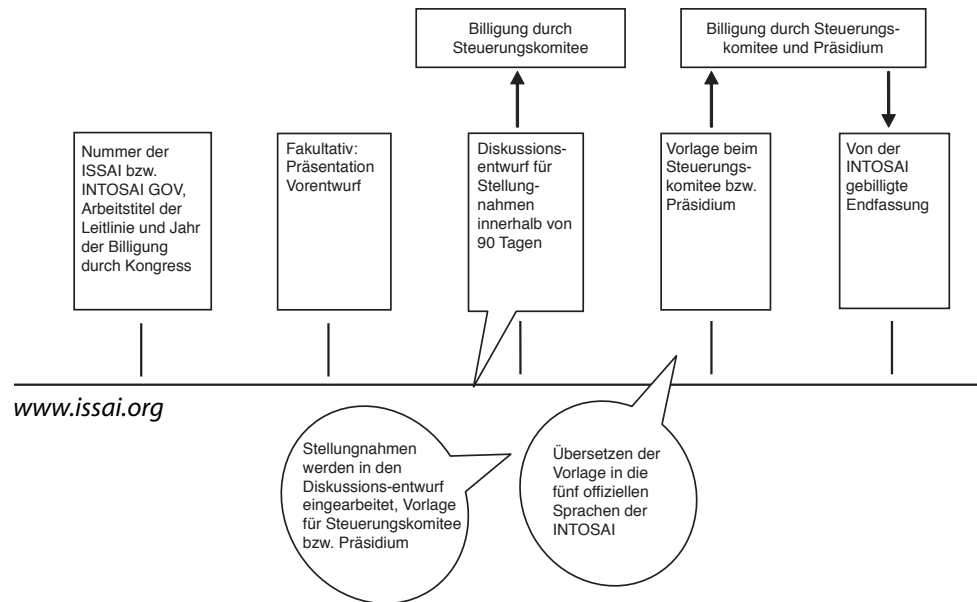 Billigung durch
Steuerungskomitee
Billigung durch Steuerungs-
komitee und Präsidium
Nummer der
ISSAI bzw.
INTOSAI GOV,
Arbeitstitel der
Leitlinie und Jahr
der Billigung
durch Kongress
Fakultativ:
Präsentation
Vorentwurf
Diskussions-
entwurf für
Stellung-
nahmen
innerhalb von
90 Tagen
Vorlage beim
Steuerungs-
komitee bzw.
Präsidium
Von der
INTOSAI
gebilligte
Endfassung
www.issai.org
Stellungnahmen
werden in den
Diskussions-entwurf
eingearbeitet, Vorlage
für Steuerungskomitee
bzw. Präsidium
Übersetzen der
Vorlage in die
fünf offiziellen
Sprachen der
INTOSAI